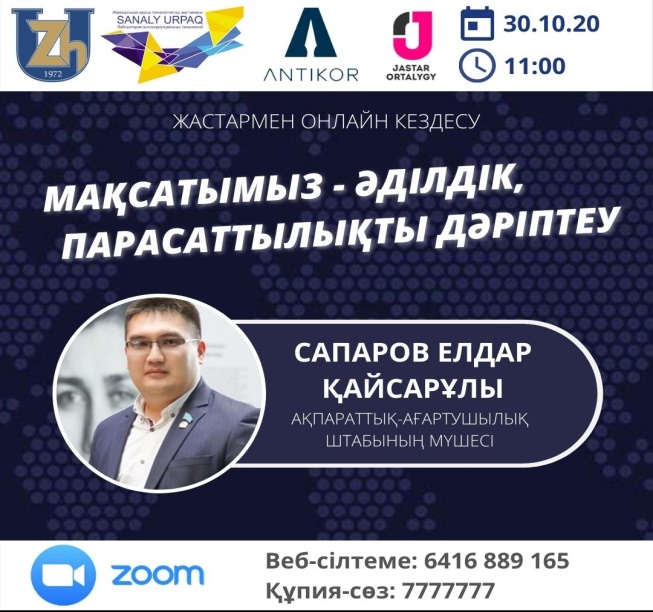 Zh
U
1972
SANALY URPAQ
ANTIKOR
JASTAR
ORTALYGY
30.10.20
11:00
ЖАСТАРМЕН ОНЛАЙН КЕЗДЕСУ
МАҚСАТЫМЫЗ - ӘДІЛДІК,
ПАРАСАТТЫЛЫҚТЫ ДӘРІПТЕУ
САПАРОВ ЕЛДАР
ҚАЙСАРҰЛЫ
АҚПАРАТТЫҚ-АҒАРТУШЫЛЫҚ
ШТАБЫНЫҢ МҮШЕСІ
zoom
Веб-сілтеме: 6416 889 165
Құпия-сөз: 7777777